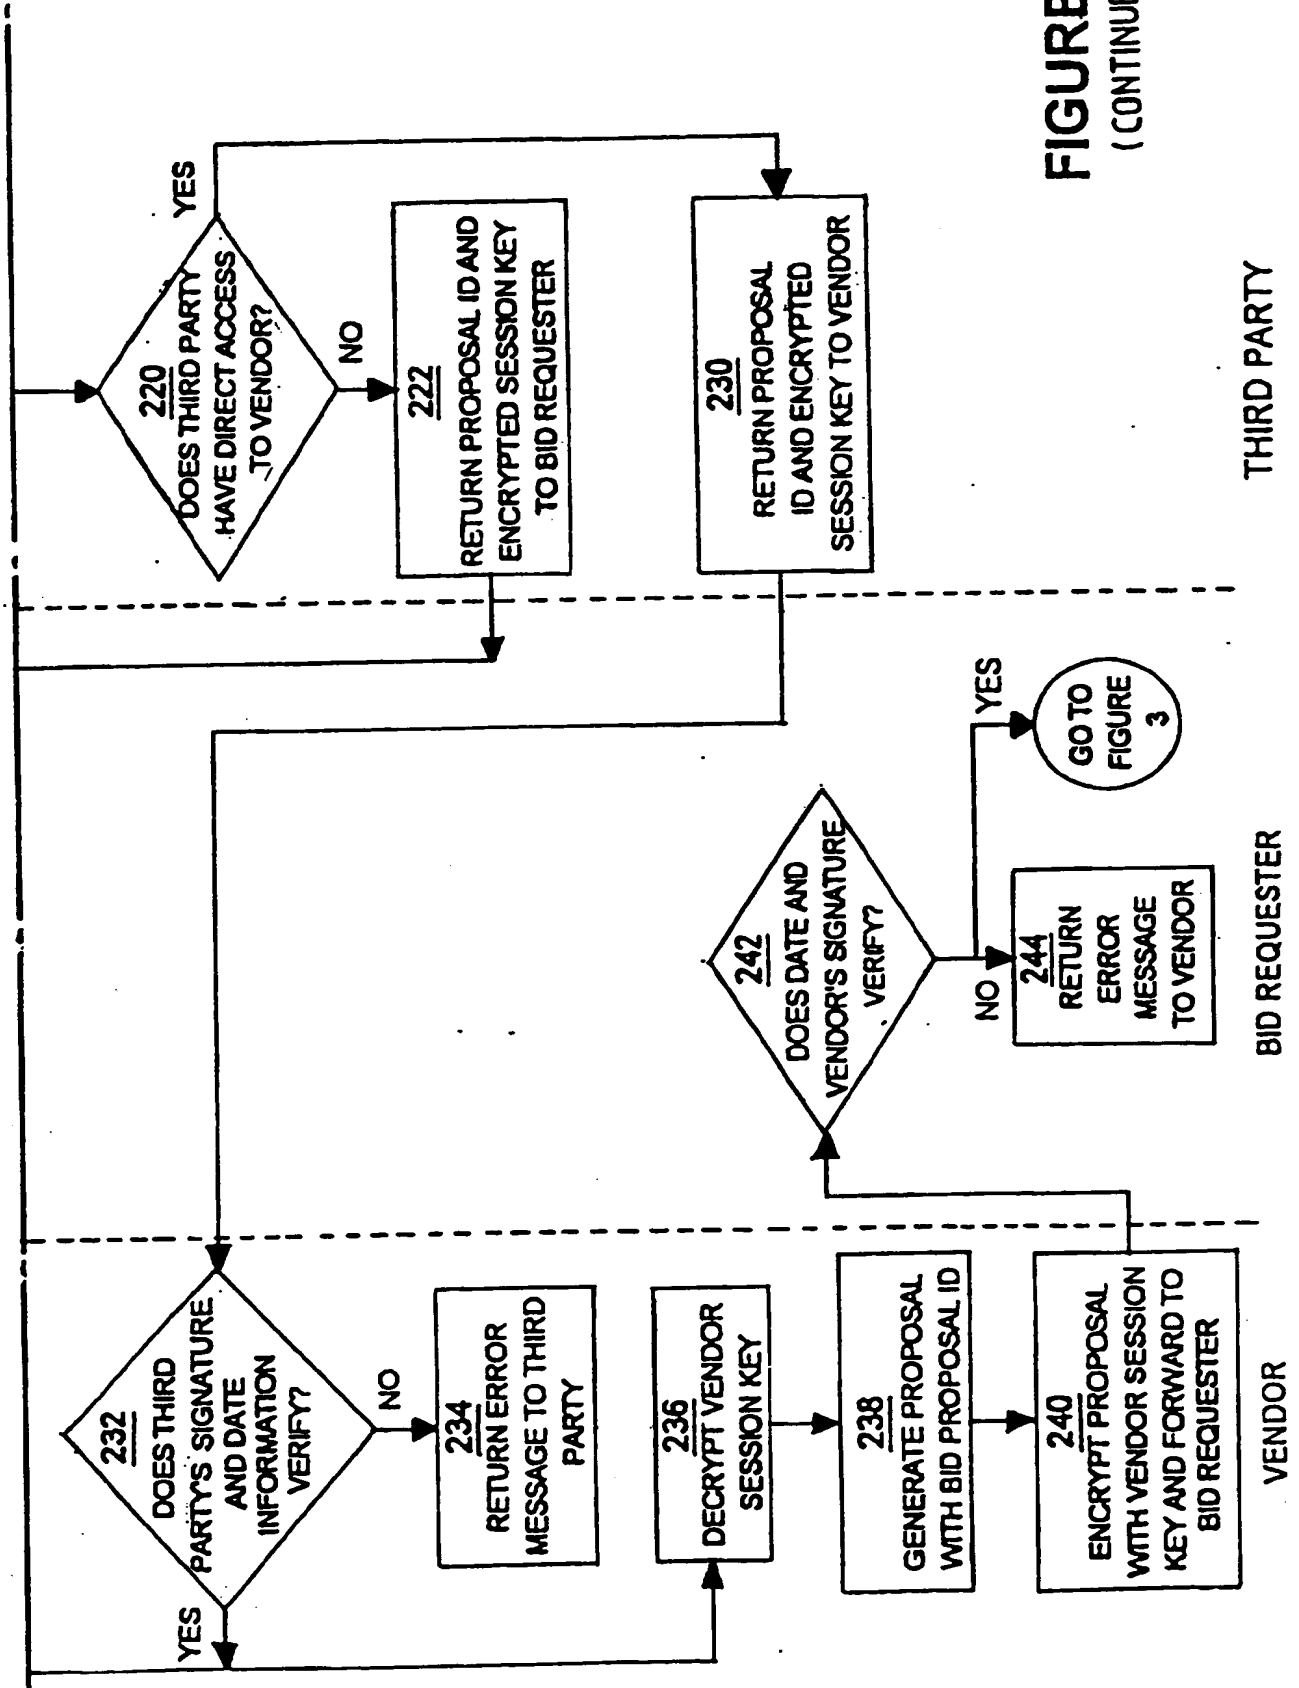 232
DOES THIRD
PARTY'S SIGNATURE
AND DATE
INFORMATION
VERIFY?
YES
NO
234
RETURN ERROR
MESSAGE TO THIRD
PARTY
236
DECRYPT VENDOR
SESSION KEY
238
GENERATE PROPOSAL
WITH BID PROPOSAL ID
240
ENCRYPT PROPOSAL
WITH VENDOR SESSION
KEY AND FORWARD TO
BID REQUESTER
VENDOR
242
DOES DATE AND
VENDOR'S SIGNATURE
VERIFY?
NO
YES
244
RETURN
ERROR
MESSAGE
TO VENDOR
GO TO
FIGURE
3
BID REQUESTER
220
DOES THIRD PARTY
HAVE DIRECT ACCESS
TO VENDOR?
YES
NO
222
RETURN PROPOSAL ID AND
ENCRYPTED SESSION KEY
TO BID REQUESTER
230
RETURN PROPOSAL
ID AND ENCRYPTED
SESSION KEY TO VENDOR
THIRD PARTY
FIGURE
(CONTINU